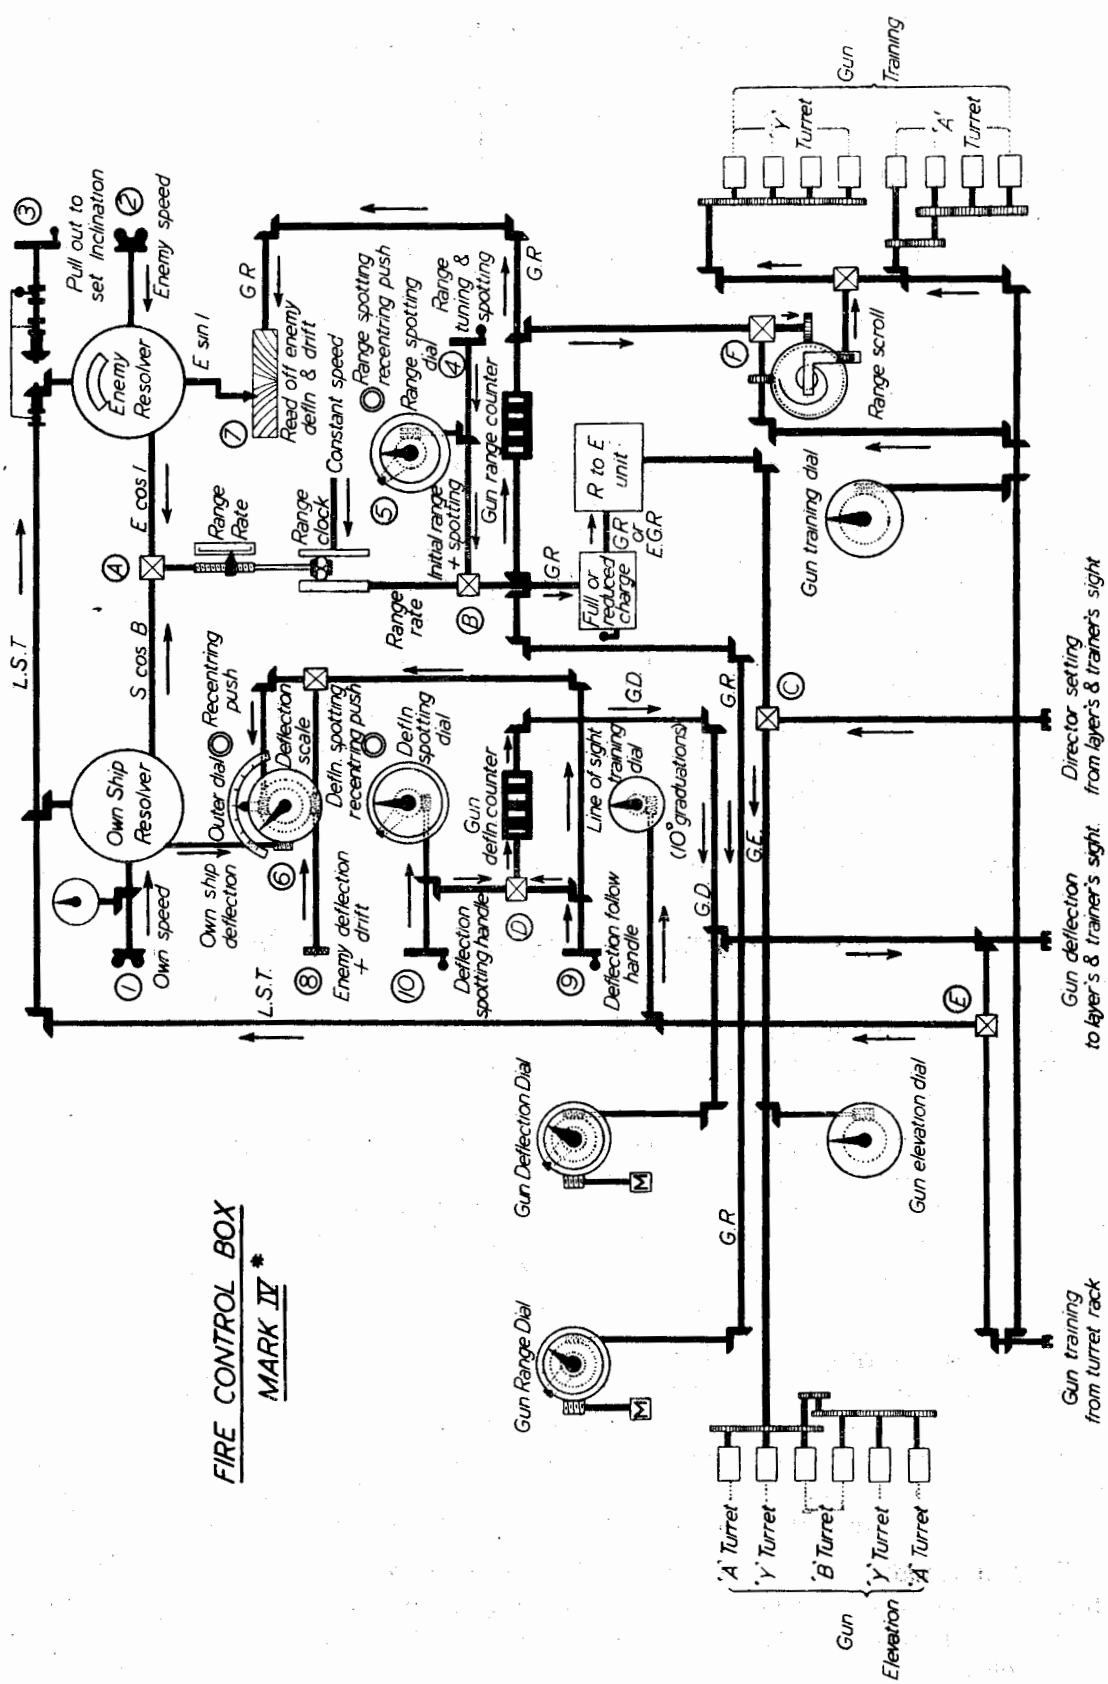 FIRE CONTROL BOX
MARK IV *
L.S.T
③
Pull out to
set Inclination
②
Enemy speed
Enemy
Resolver
E sin I
G.R
⑦
Read off enemy
defln & drift
E cos I
Ⓐ
S cos B
Range
Rate
Range
clock
Constant speed
Range
rate
Ⓑ
Initial range
+ spotting
⑤
Range spotting
recentring push
Range spotting
dial
④
Range
tuning &
spotting
Gun range counter
G.R
G.R
Full or
reduced
charge
G.R
or
E.G.R
R to E
unit
Own Ship
Resolver
①
Own speed
Own ship
deflection
Outer dial
Recentring
push
⑥
Deflection
scale
⑧
Enemy deflection
+
drift
Defln. spotting
recentring push
Defln
spotting
dial
⑩
Deflection
spotting handle
Gun
defln. counter
Ⓓ
⑨
Deflection follow
handle
Line of sight
training
dial
(10° graduations)
G.D.
G.R.
G.D.
G.E.
L.S.T.
Ⓒ
Ⓔ
Ⓕ
Range scroll
Gun training dial
Gun Deflection Dial
M
Gun Range Dial
M
G.R
Gun elevation dial
'Y'
Turret
'A'
Turret
Gun
Training
'A' Turret
'Y' Turret
'B' Turret
'Y' Turret
'A' Turret
Gun
Elevation
Gun training
from turret rack
Gun deflection
to layer's & trainer's sight.
Director setting
from layer's & trainer's sight